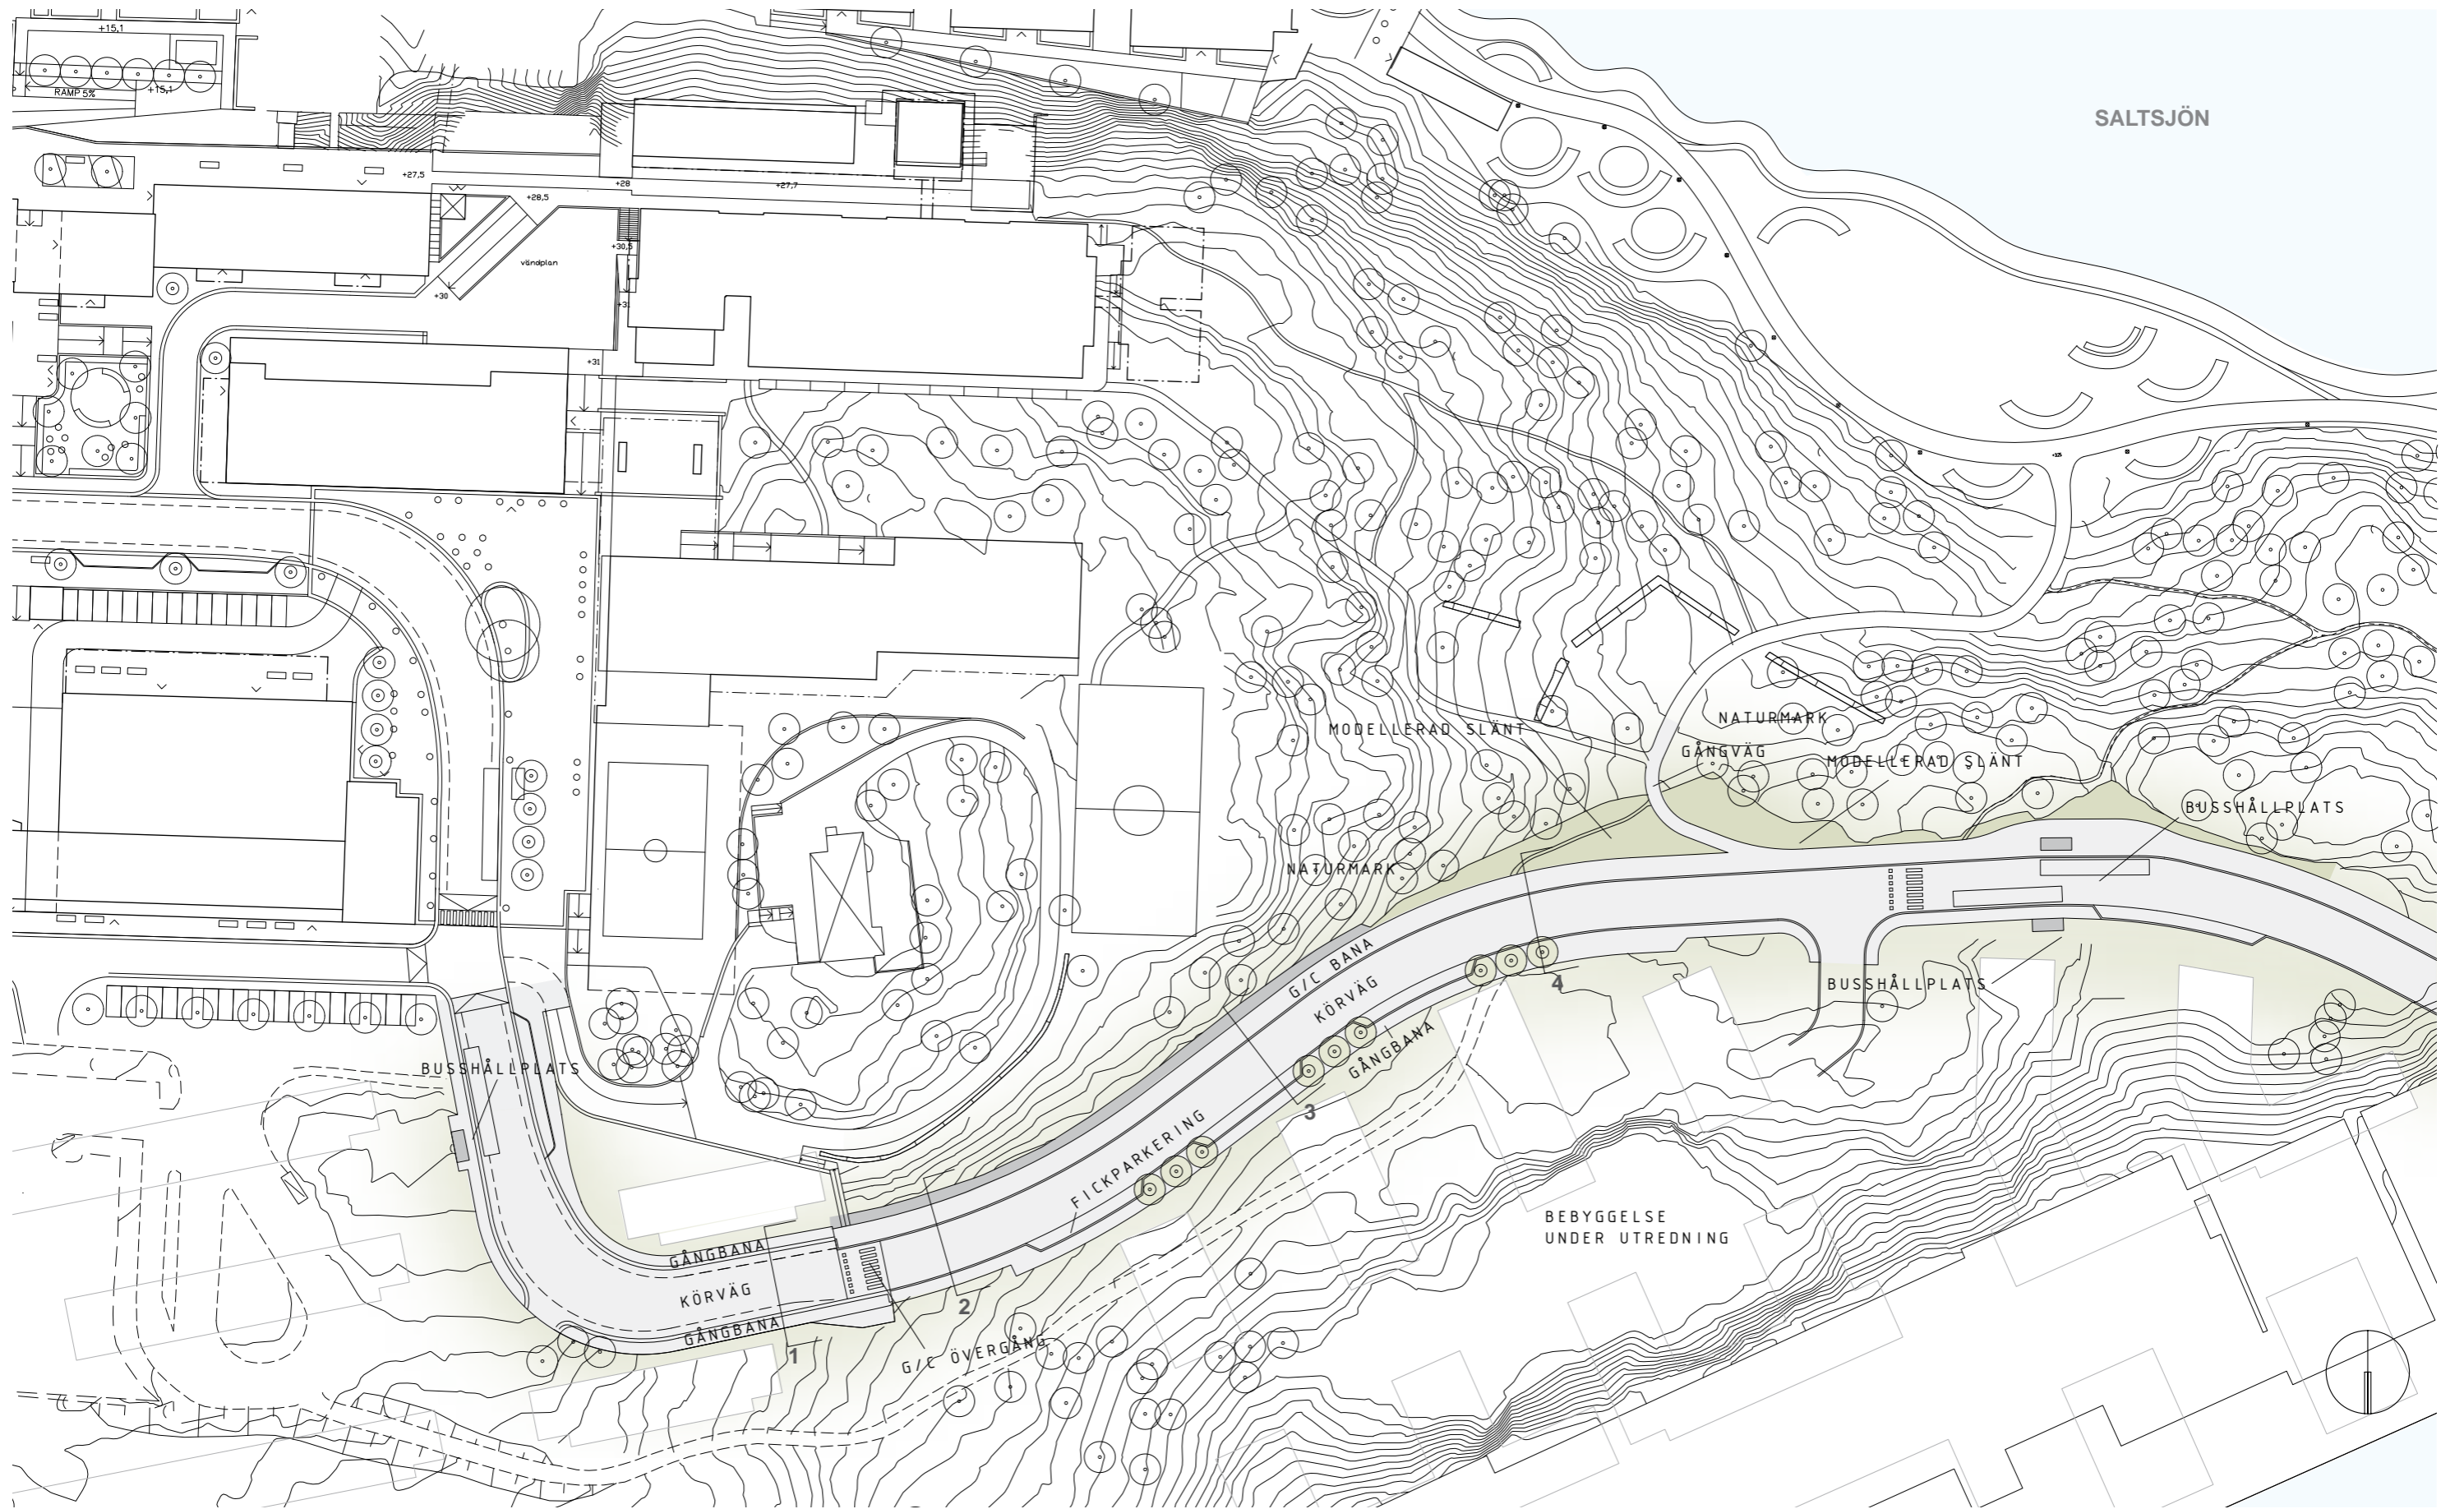 +15,1
RAMP 5%
+15,1
SALTSJÖN
+27,5
+28
+27,7
+28,5
+30,5
vändplan
+30
+31
MODELLERAD SLÄNT
NATURMARK
GÅNGVÄG
MODELLERAD SLÄNT
BUSSHÅLLPLATS
NATURMARK
G/C BANA
KÖRVÄG
GÅNGBANA
4
BUSSHÅLLPLATS
BUSSHÅLLPLATS
3
FICKPARKERING
BEBYGGELSE
UNDER UTREDNING
GÅNGBANA
KÖRVÄG
GÅNGBANA
2
1
G/C ÖVERGÅNG